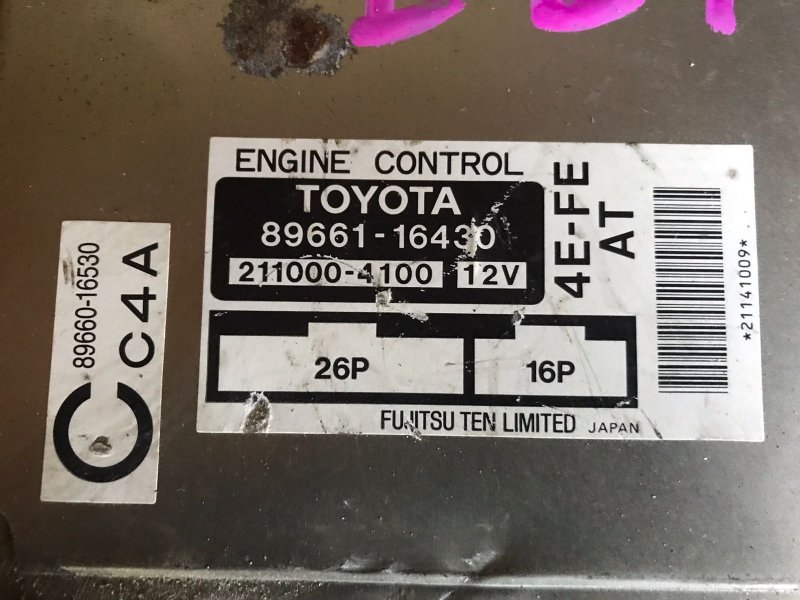 ENGINE CONTROL
TOYOTA
89661-16430
211000-4100 12V
4E-FE
AT
*21141009*
26P 16P
FUJITSU TEN LIMITED JAPAN
89660-16530
C C4A